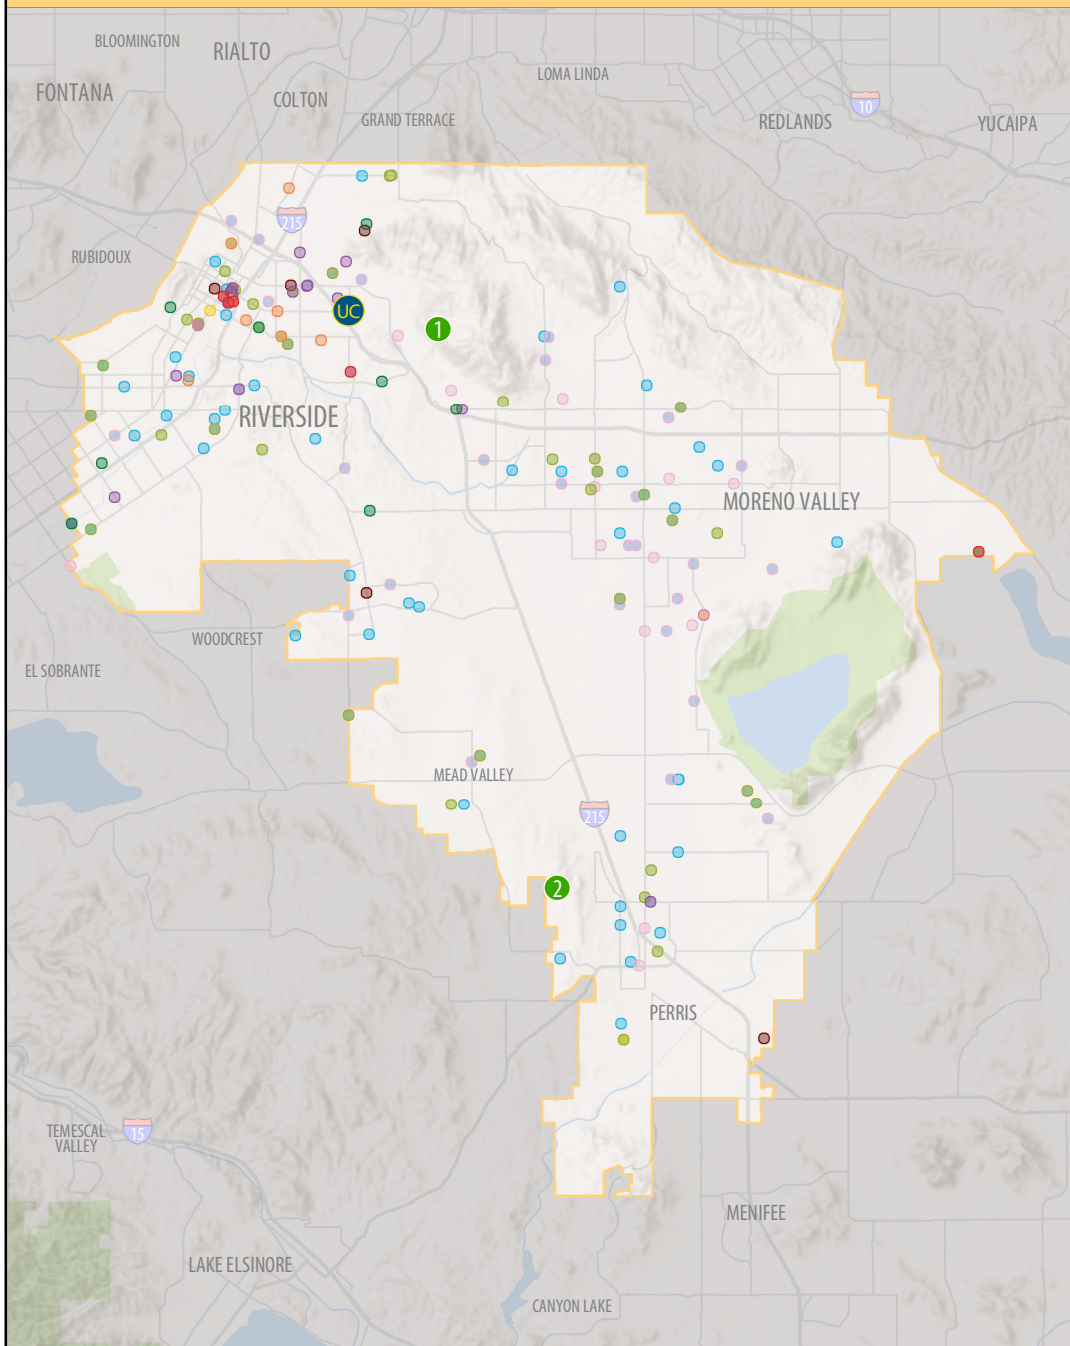 BLOOMINGTON
RIALTO
LOMA LINDA
FONTANA
COLTON
10
GRAND TERRACE
REDLANDS
YUCAIPA
215
RUBIDOUX
UC
1
RIVERSIDE
MORENO VALLEY
WOODCREST
EL SOBRANTE
MEAD VALLEY
215
2
PERRIS
TEMESCAL
VALLEY
15
MENIFEE
LAKE ELSINORE
CANYON LAKE